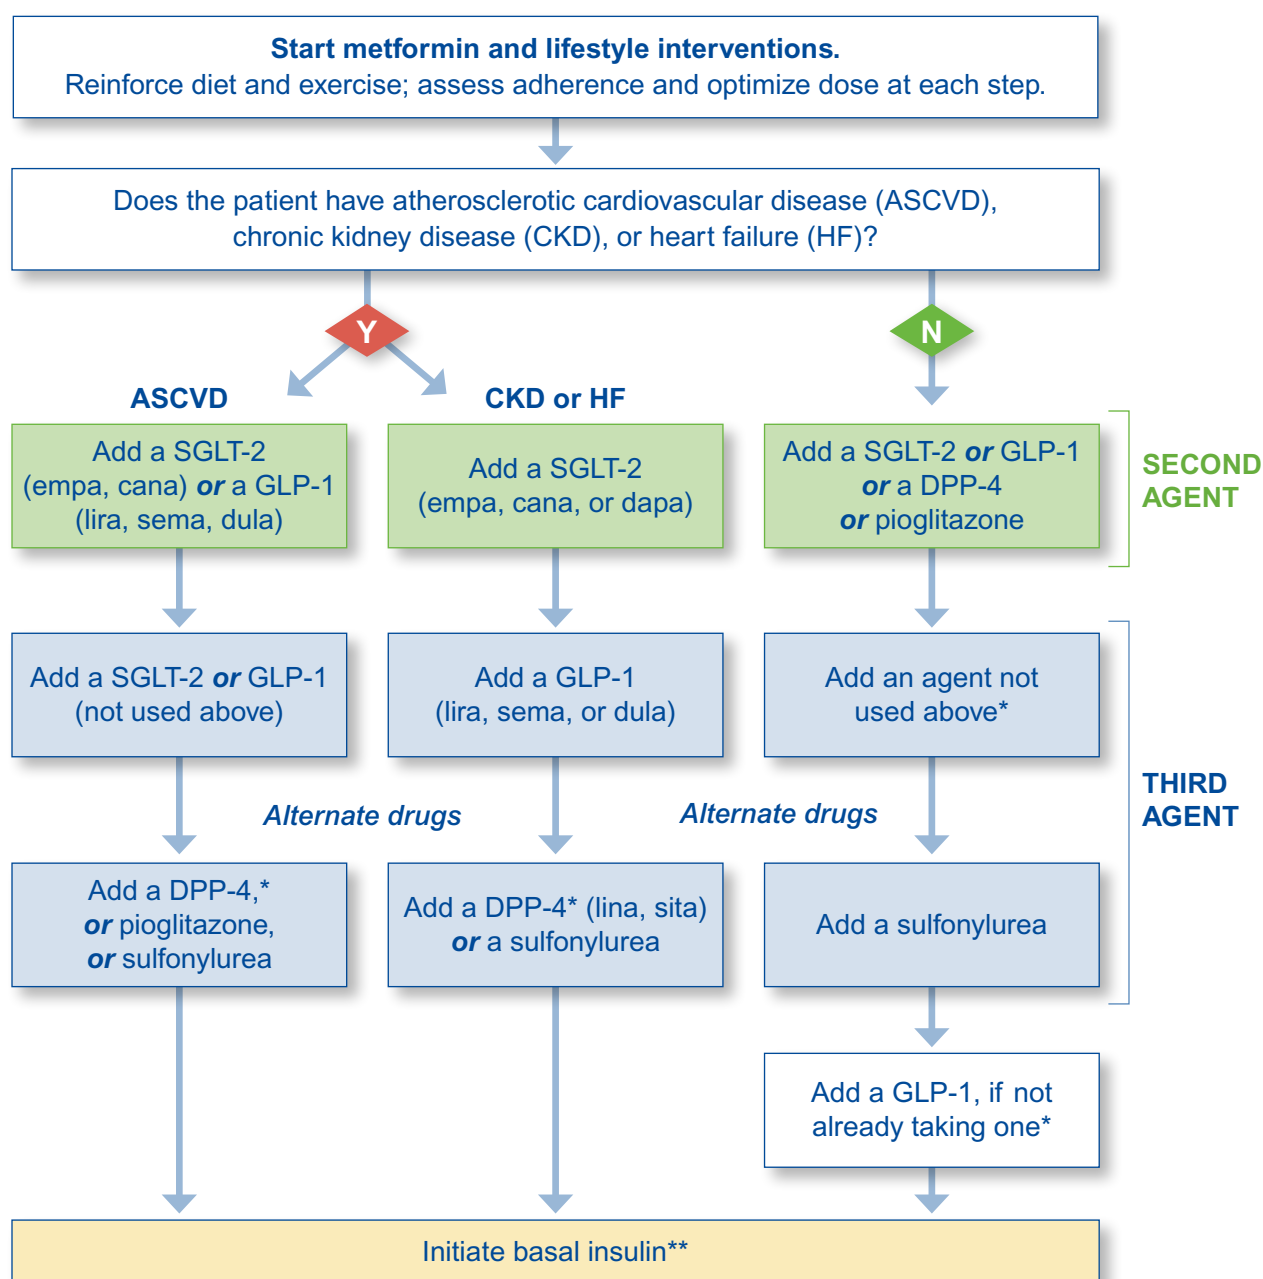 Start metformin and lifestyle interventions.
Reinforce diet and exercise; assess adherence and optimize dose at each step.
Does the patient have atherosclerotic cardiovascular disease (ASCVD),
chronic kidney disease (CKD), or heart failure (HF)?
Y
N
ASCVD
CKD or HF
Add a SGLT-2
(empa, cana) or a GLP-1
(lira, sema, dula)
Add a SGLT-2
(empa, cana, or dapa)
Add a SGLT-2 or GLP-1
or a DPP-4
or pioglitazone
SECOND
AGENT
Add a SGLT-2 or GLP-1
(not used above)
Add a GLP-1
(lira, sema, or dula)
Add an agent not
used above*
THIRD
AGENT
Alternate drugs
Alternate drugs
Add a DPP-4,*
or pioglitazone,
or sulfonylurea
Add a DPP-4* (lina, sita)
or a sulfonylurea
Add a sulfonylurea
Add a GLP-1, if not
already taking one*
Initiate basal insulin**